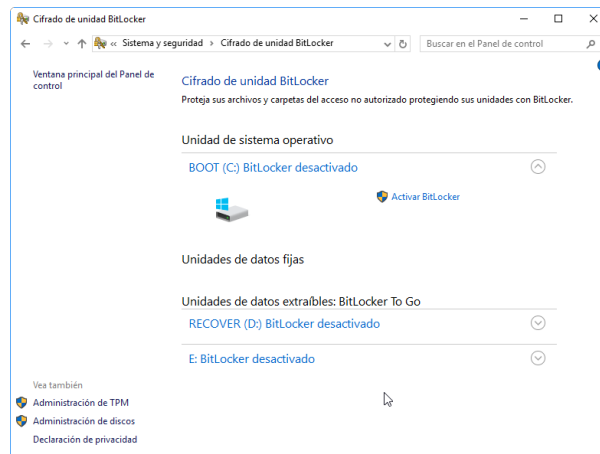 Cifrado de unidad BitLocker
« Sistema y seguridad > Cifrado de unidad BitLocker
Buscar en el Panel de control
Ventana principal del Panel de
control
Cifrado de unidad BitLocker
Proteja sus archivos y carpetas del acceso no autorizado protegiendo sus unidades con BitLocker.
Unidad de sistema operativo
BOOT (C:) BitLocker desactivado
Activar BitLocker
Unidades de datos fijas
Unidades de datos extraíbles: BitLocker To Go
RECOVER (D:) BitLocker desactivado
E: BitLocker desactivado
Vea también
Administración de TPM
Administración de discos
Declaración de privacidad